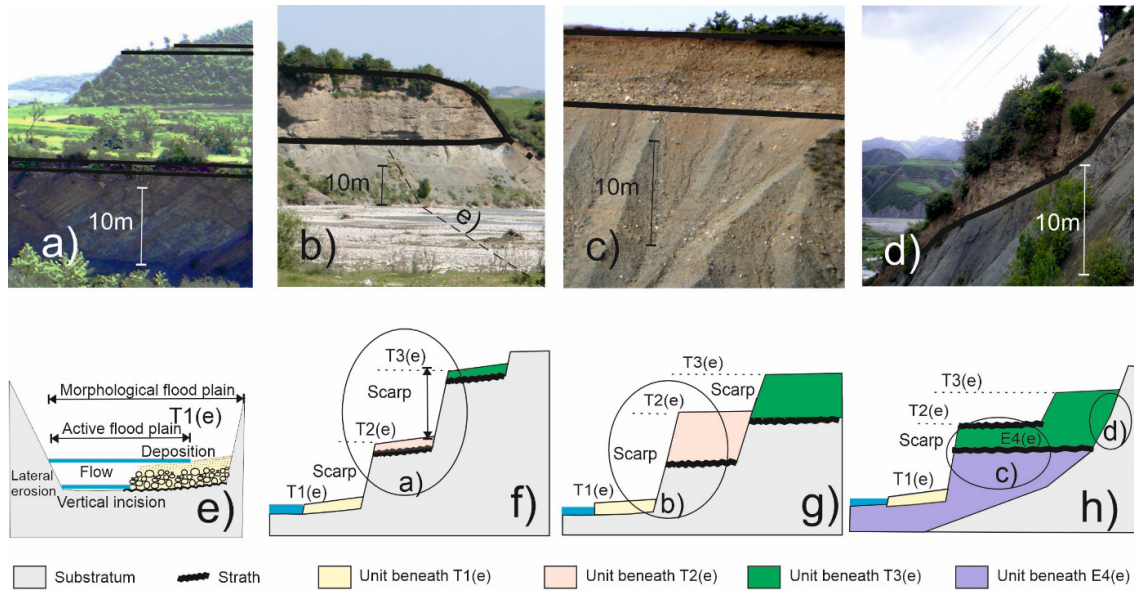 10m
a)
10m
e)
b)
10m
c)
10m
d)
Morphological flood plain
T1(e)
Active flood plain
Deposition
Lateral
erosion
Flow
Vertical incision
e)
T3(e)
Scarp
T2(e)
Scarp
a)
T1(e)
f)
T3(e)
T2(e)
Scarp
Scarp
T1(e)
b)
g)
T3(e)
T2(e)
Scarp
E4(e)
d)
T1(e)
c)
h)
Substratum
Strath
Unit beneath T1(e)
Unit beneath T2(e)
Unit beneath T3(e)
Unit beneath E4(e)